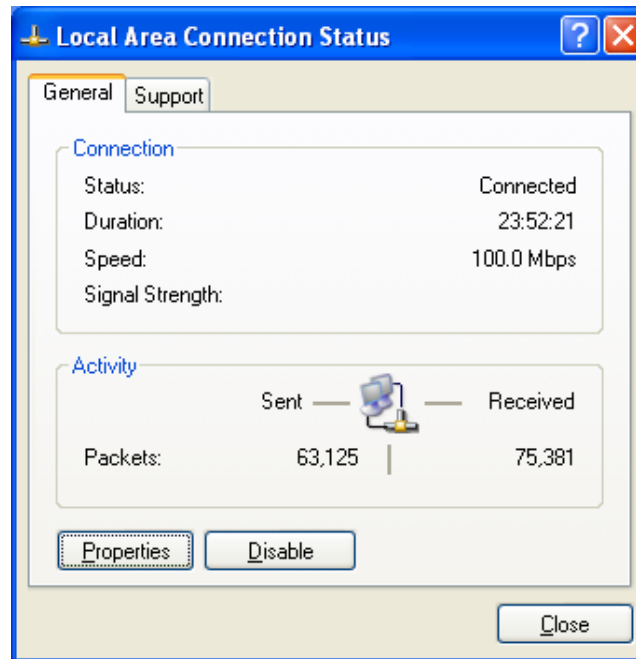 Local Area Connection Status
General Support
Connection
Status: Connected
Duration: 23:52:21
Speed: 100.0 Mbps
Signal Strength:
Activity
Sent Received
Packets: 63,125 75,381
Properties Disable
Close